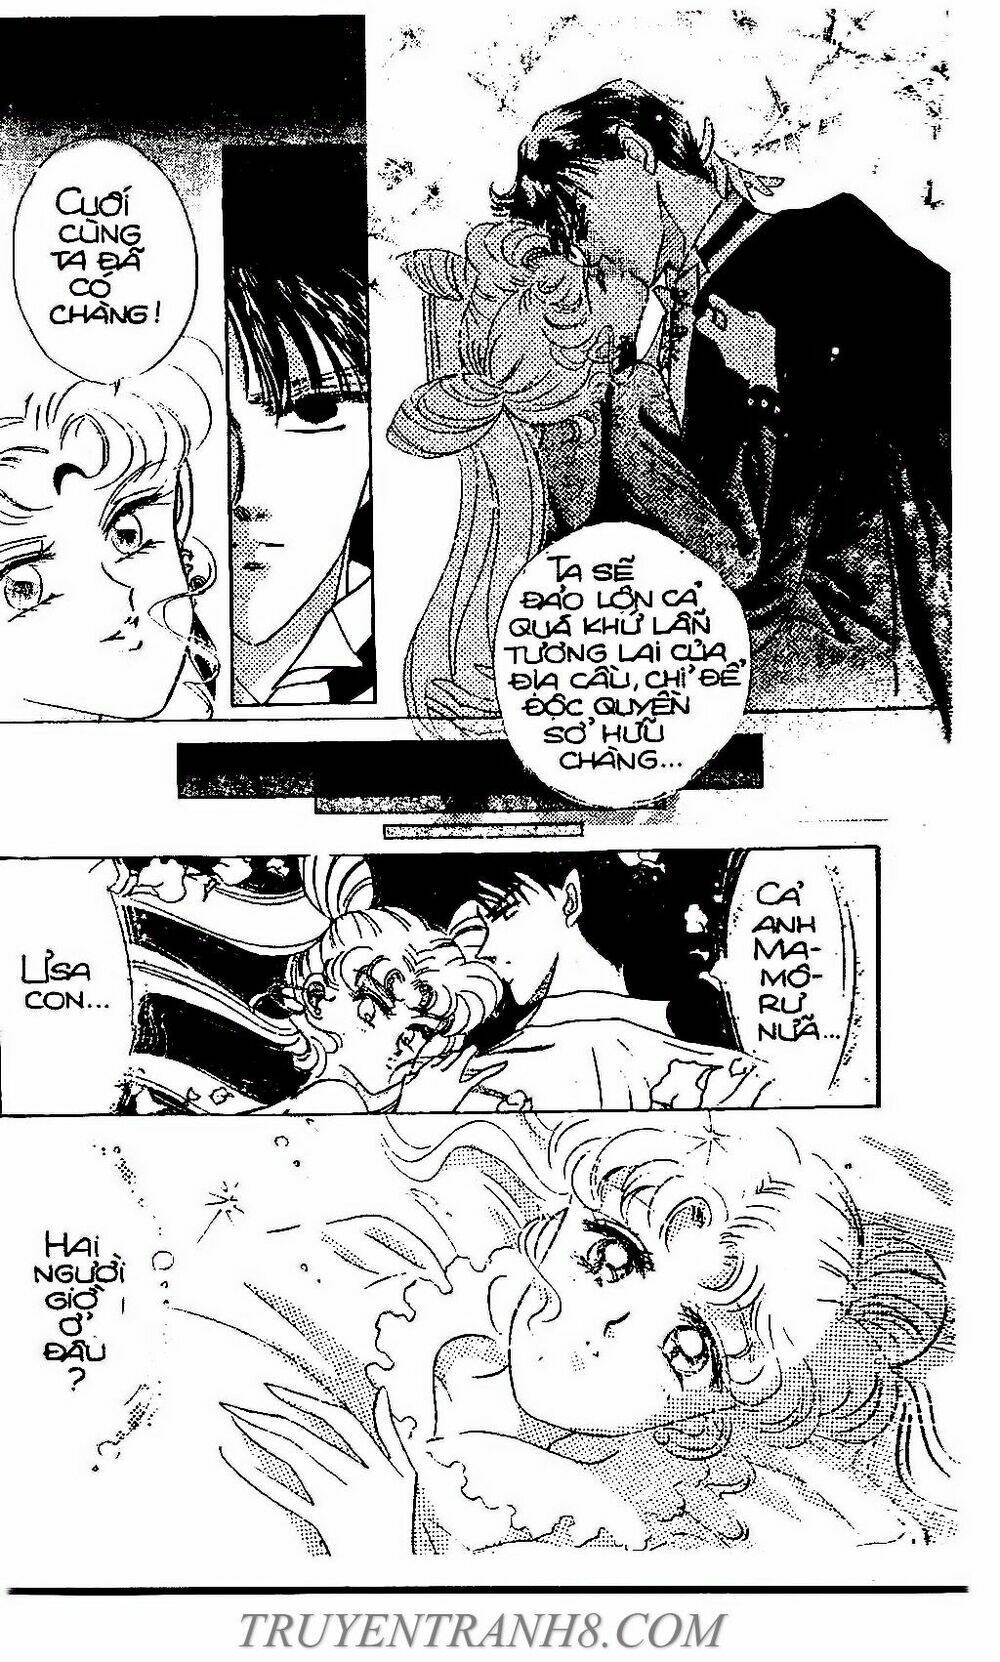 CUỐI
CÙNG
TA ĐÃ
CÓ
CHÀNG!
TA SẼ
ĐẢO LỘN CẢ
QUÁ KHỨ LẪN
TƯƠNG LAI CỦA
ĐỊA CẦU, CHỈ ĐỂ
ĐỘC QUYỀN
SỞ HỮU
CHÀNG...
LISA
CON...
CẢ
ANH
MA-
MÔ-
RƯ
NỮA...
HAI
NGƯỜI
GIỜ
Ở
ĐÂU
?
TRUYENTRANH8.COM